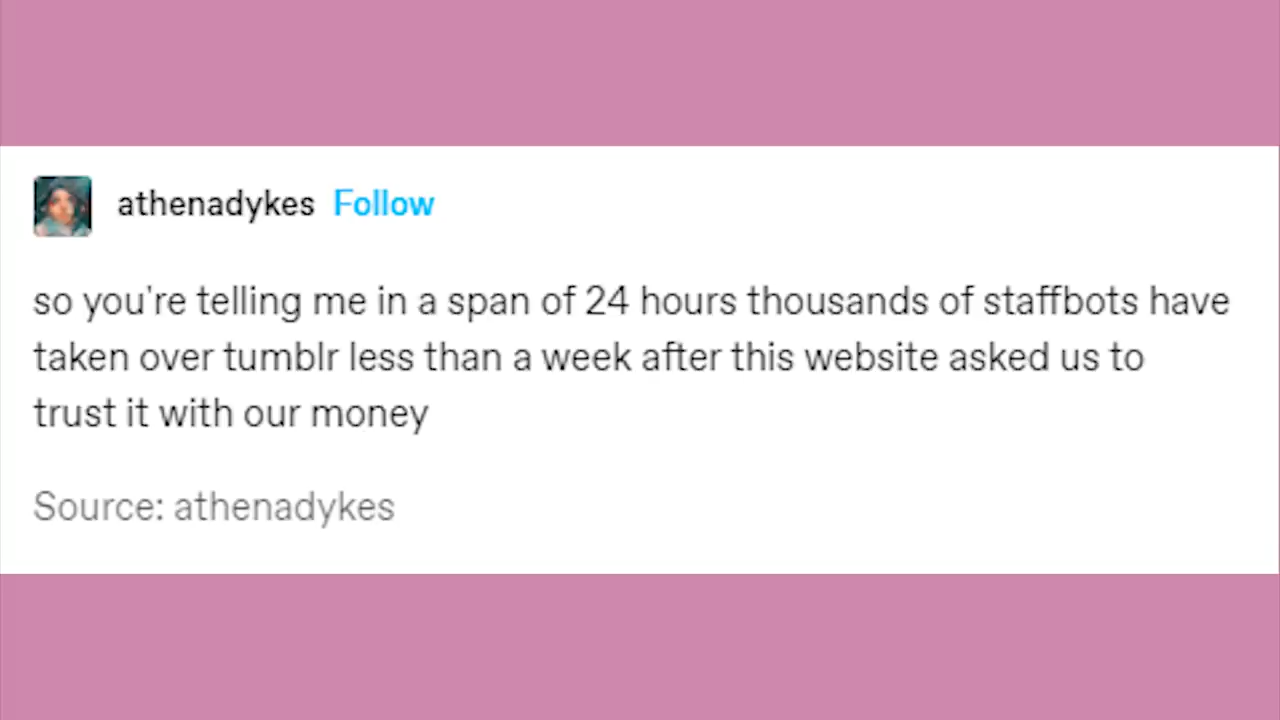 athenadykes Follow
so you're telling me in a span of 24 hours thousands of staffbots have
taken over tumblr less than a week after this website asked us to
trust it with our money
Source: athenadykes